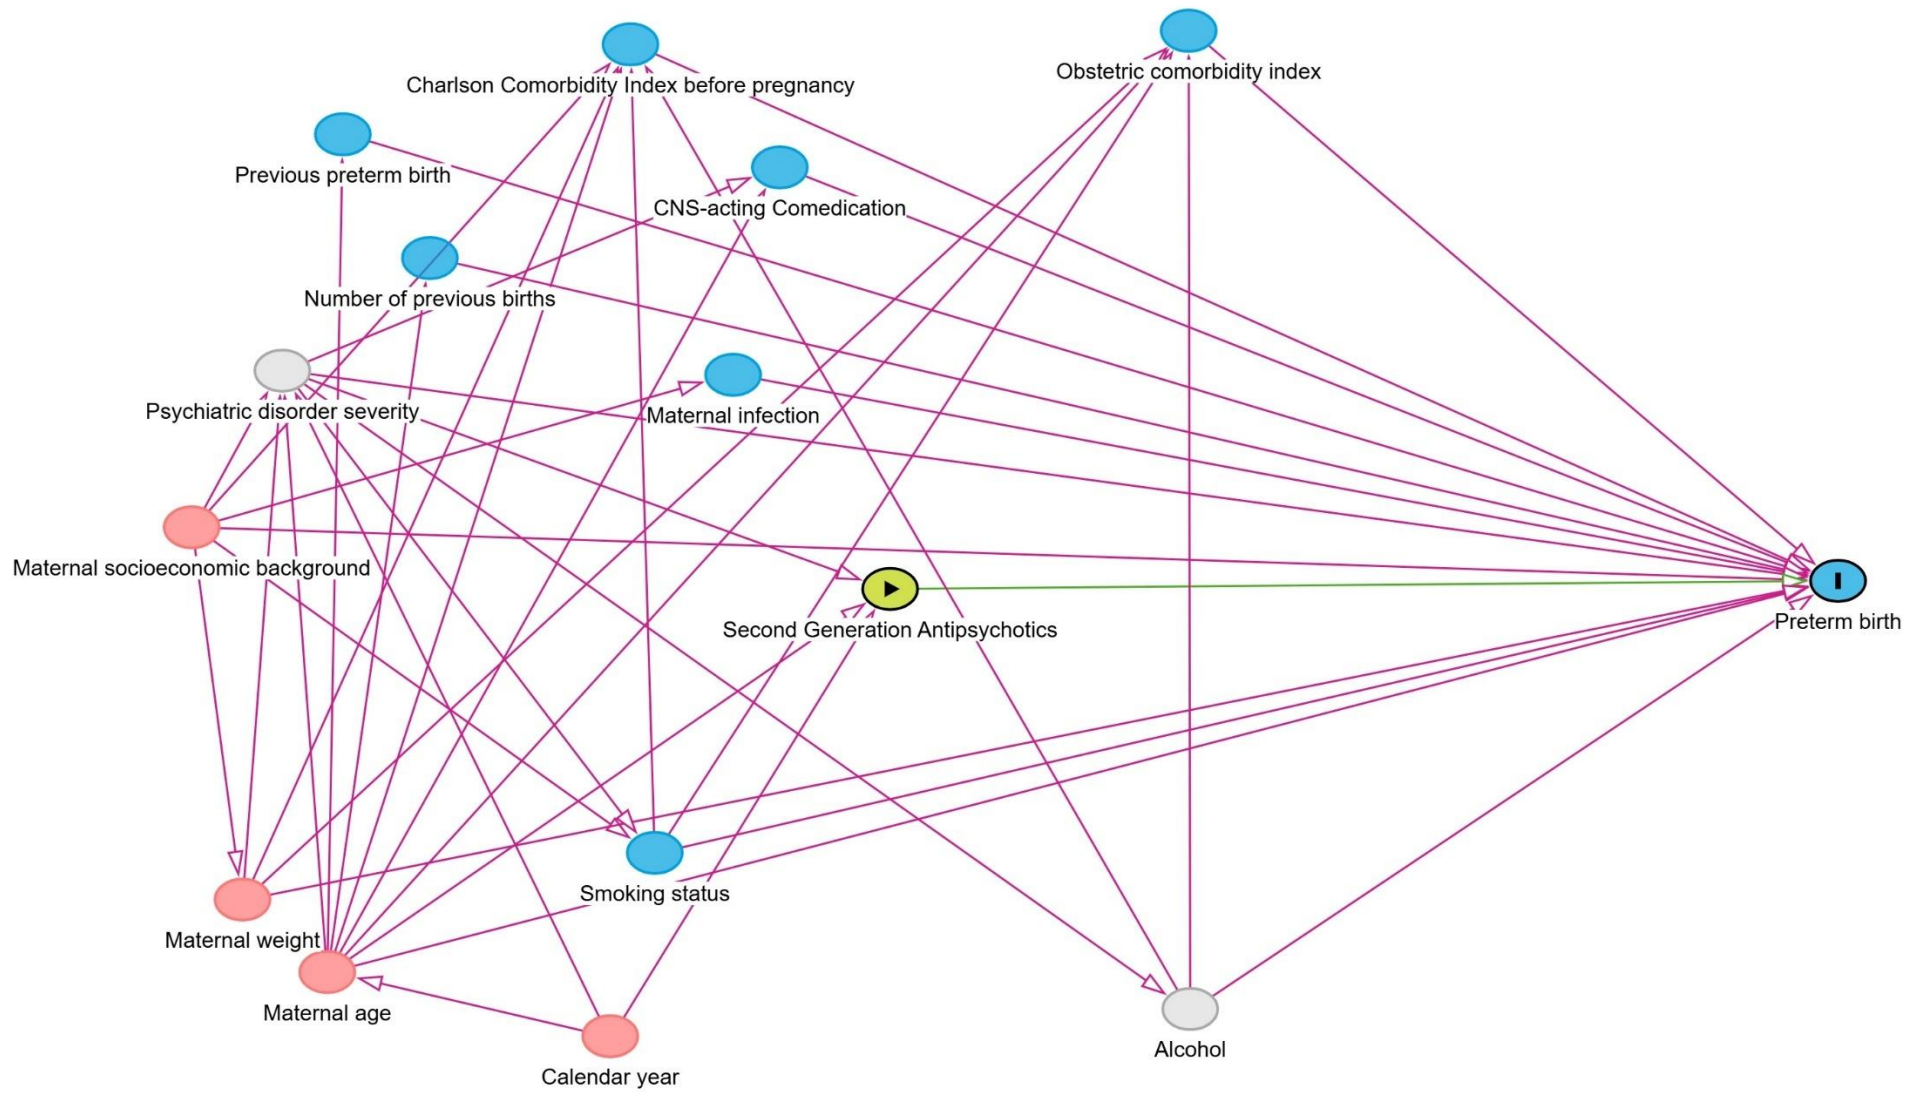 Obstetric comorbidity index
Charlson Comorbidity Index before pregnancy
Previous preterm birth
CNS-acting Comedication
Number of previous births
Psychiatric disorder severity
Maternal infection
Maternal socioeconomic background
Second Generation Antipsychotics
Preterm birth
Smoking status
Maternal weight
Maternal age
Alcohol
Calendar year